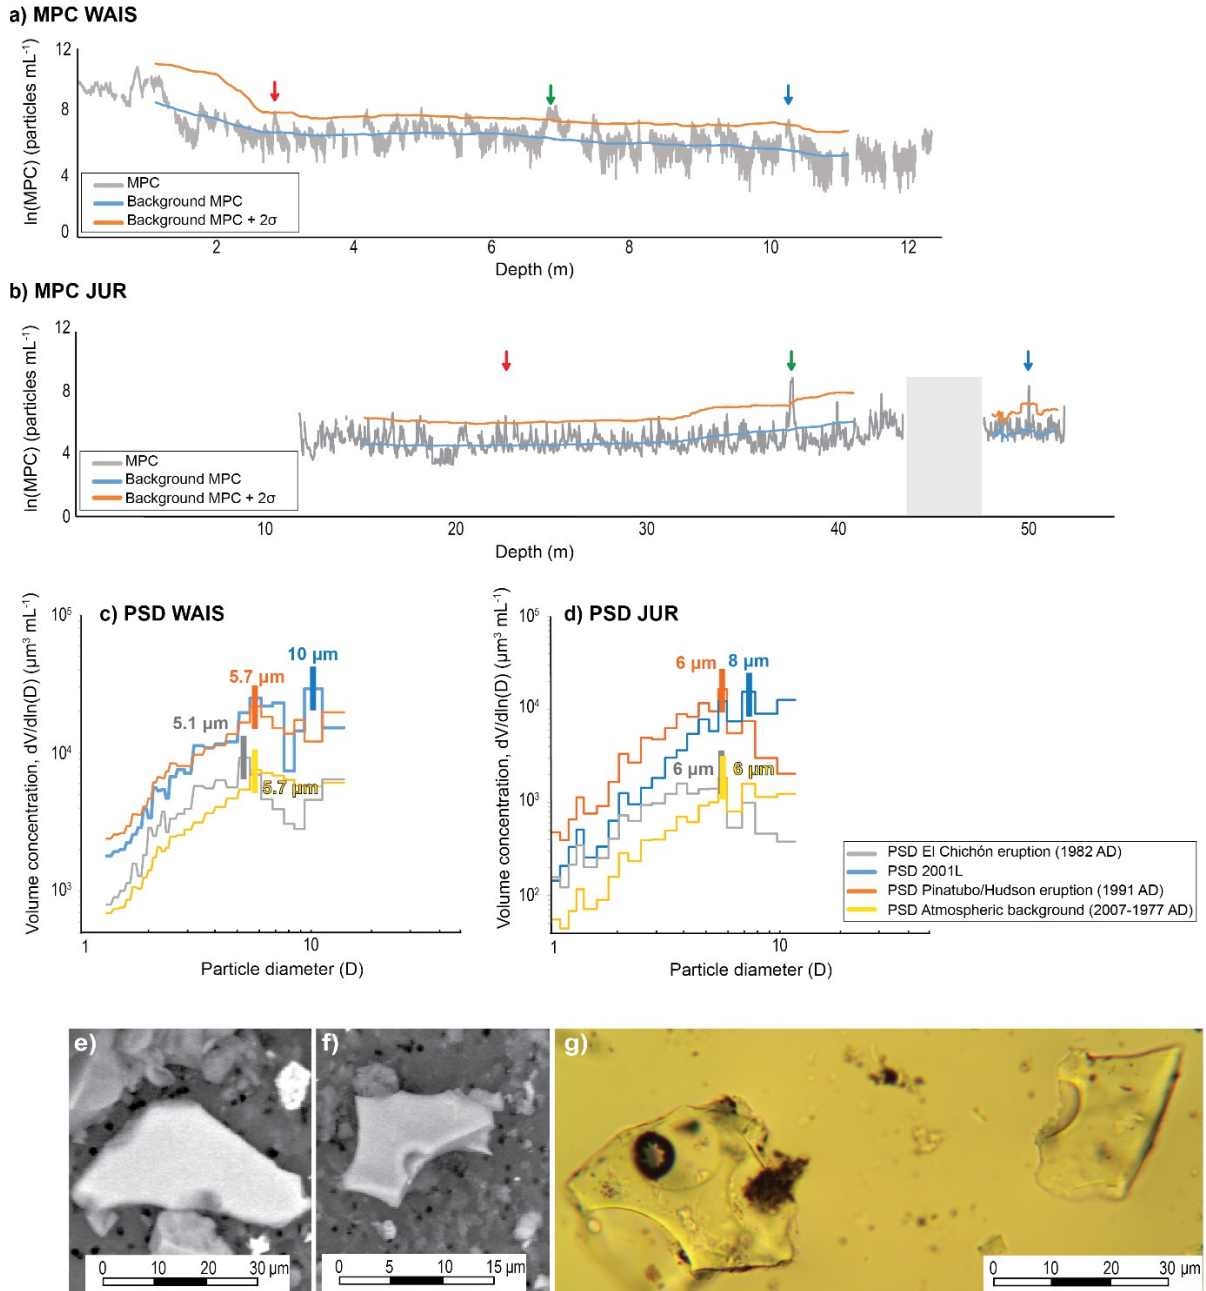 a) MPC WAIS
12
8
4
0
ln(MPC) (particles mL⁻¹)
MPC
Background MPC
Background MPC + 2σ
2 4 6 8 10 12
Depth (m)
b) MPC JUR
12
8
4
0
ln(MPC) (particles mL⁻¹)
MPC
Background MPC
Background MPC + 2σ
10 20 30 40 50
Depth (m)
c) PSD WAIS
10⁵
10⁴
10³
Volume concentration, dV/dln(D) (µm³ mL⁻¹)
10 µm
5.7 µm
5.1 µm
5.7 µm
1 10
Particle diameter (D)
d) PSD JUR
10⁵
10⁴
10³
10²
Volume concentration, dV/dln(D) (µm³ mL⁻¹)
6 µm 8 µm
6 µm 6 µm
1 10
Particle diameter (D)
PSD El Chichón eruption (1982 AD)
PSD 2001L
PSD Pinatubo/Hudson eruption (1991 AD)
PSD Atmospheric background (2007-1977 AD)
e)
0 10 20 30 µm
f)
0 5 10 15 µm
g)
0 10 20 30 µm